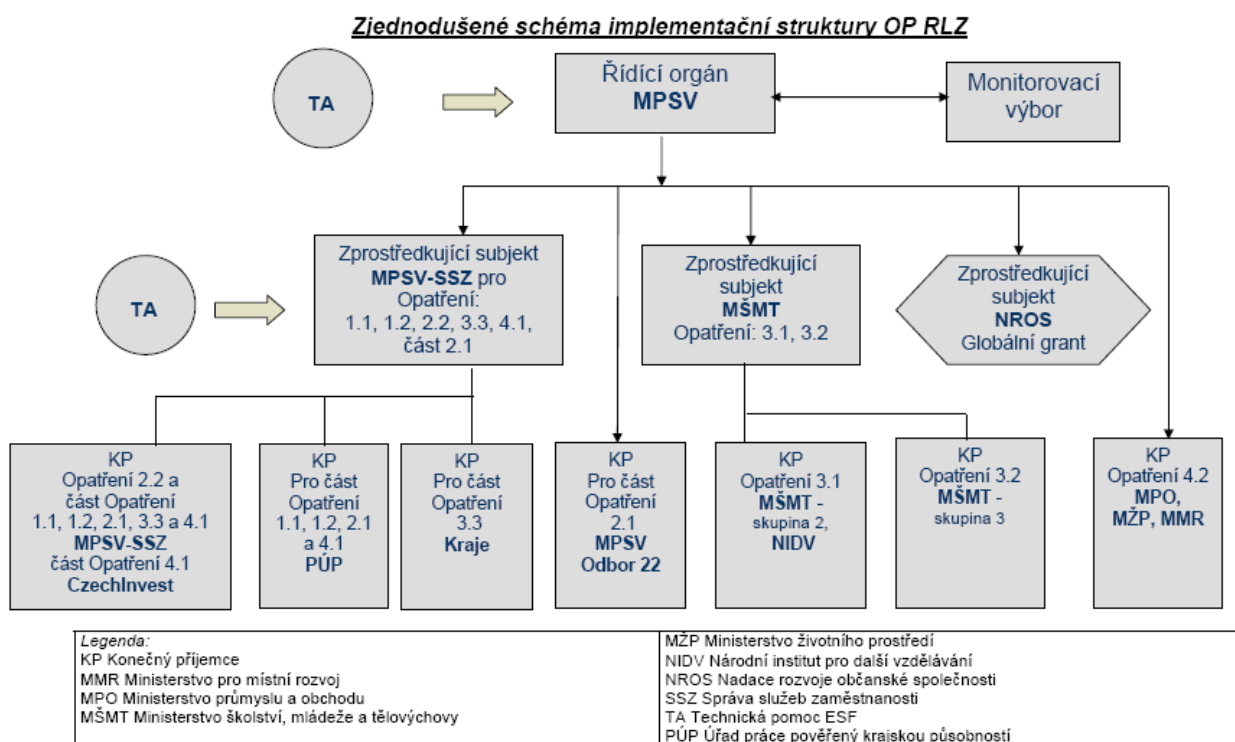 Zjednodušené schéma implementační struktury OP RLZ
TA
Řídící orgán
MPSV
Monitorovací
výbor
TA
Zprostředkující subjekt
MPSV-SSZ pro
Opatření:
1.1, 1.2, 2.2, 3.3, 4.1,
část 2.1
Zprostředkující
subjekt
MŠMT
Opatření: 3.1, 3.2
Zprostředkující
subjekt
NROS
Globální grant
KP
Opatření 2.2 a
část Opatření
1.1, 1.2, 2.1, 3.3 a 4.1
MPSV-SSZ
část Opatření 4.1
CzechInvest
KP
Pro část
Opatření
1.1, 1.2, 2.1
a 4.1
PÚP
KP
Pro část
Opatření
3.3
Kraje
KP
Pro část
Opatření
2.1
MPSV
Odbor 22
KP
Opatření 3.1
MŠMT -
skupina 2,
NIDV
KP
Opatření 3.2
MŠMT -
skupina 3
KP
Opatření 4.2
MPO,
MŽP, MMR
Legenda:
KP Konečný příjemce
MMR Ministerstvo pro místní rozvoj
MPO Ministerstvo průmyslu a obchodu
MŠMT Ministerstvo školství, mládeže a tělovýchovy
MŽP Ministerstvo životního prostředí
NIDV Národní institut pro další vzdělávání
NROS Nadace rozvoje občanské společnosti
SSZ Správa služeb zaměstnanosti
TA Technická pomoc ESF
PÚP Úřad práce pověřený krajskou působností